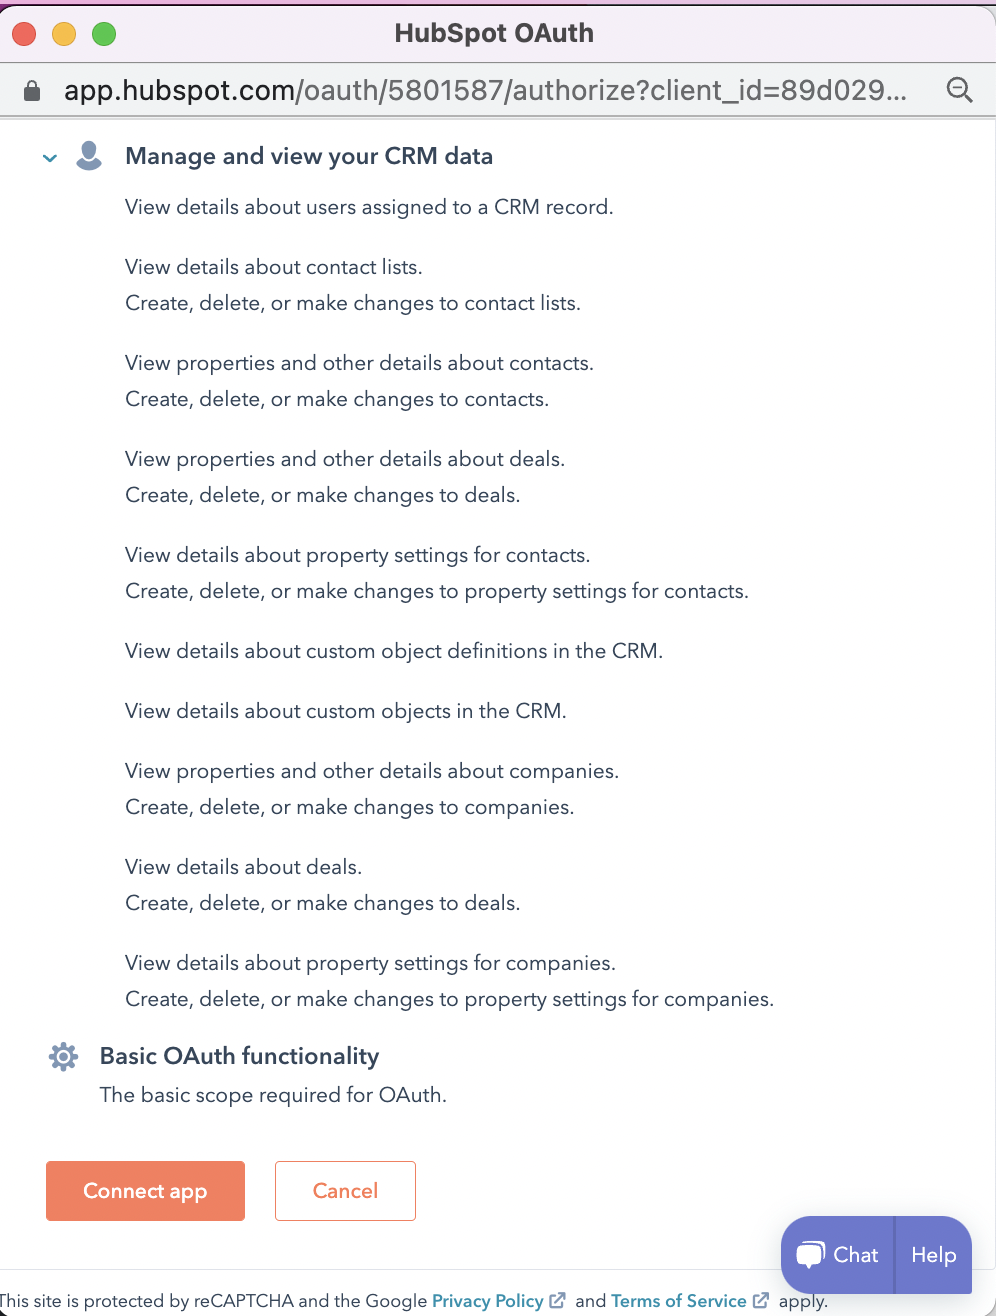 HubSpot OAuth
app.hubspot.com/oauth/5801587/authorize?client_id=89d029...
Manage and view your CRM data
View details about users assigned to a CRM record.
View details about contact lists.
Create, delete, or make changes to contact lists.
View properties and other details about contacts.
Create, delete, or make changes to contacts.
View properties and other details about deals.
Create, delete, or make changes to deals.
View details about property settings for contacts.
Create, delete, or make changes to property settings for contacts.
View details about custom object definitions in the CRM.
View details about custom objects in the CRM.
View properties and other details about companies.
Create, delete, or make changes to companies.
View details about deals.
Create, delete, or make changes to deals.
View details about property settings for companies.
Create, delete, or make changes to property settings for companies.
Basic OAuth functionality
The basic scope required for OAuth.
Connect app Cancel
Chat Help
This site is protected by reCAPTCHA and the Google Privacy Policy and Terms of Service apply.